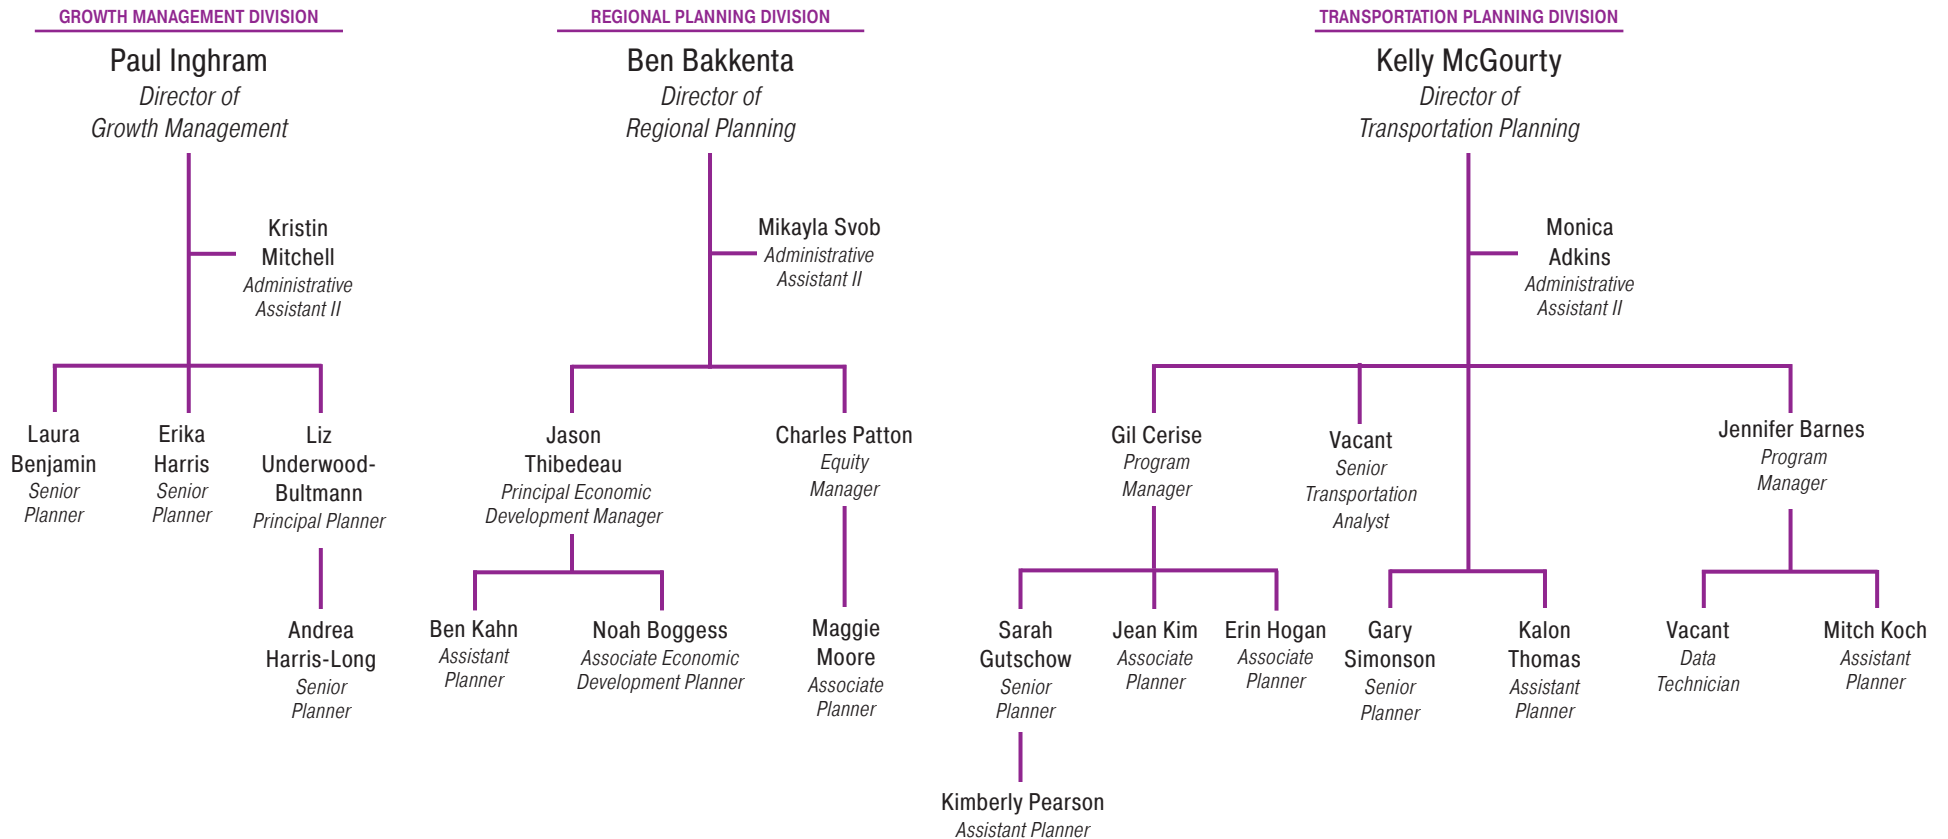 GROWTH MANAGEMENT DIVISION
Paul Inghram
Director of
Growth Management
Kristin
Mitchell
Administrative
Assistant II
Laura
Benjamin
Senior
Planner
Erika
Harris
Senior
Planner
Liz
Underwood-
Bultmann
Principal Planner
Andrea
Harris-Long
Senior
Planner
REGIONAL PLANNING DIVISION
Ben Bakkenta
Director of
Regional Planning
Mikayla Svob
Administrative
Assistant II
Jason
Thibedeau
Principal Economic
Development Manager
Ben Kahn
Assistant
Planner
Noah Boggess
Associate Economic
Development Planner
Charles Patton
Equity
Manager
Maggie
Moore
Associate
Planner
TRANSPORTATION PLANNING DIVISION
Kelly McGourty
Director of
Transportation Planning
Monica
Adkins
Administrative
Assistant II
Gil Cerise
Program
Manager
Sarah
Gutschow
Senior
Planner
Kimberly Pearson
Assistant Planner
Jean Kim
Associate
Planner
Erin Hogan
Associate
Planner
Vacant
Senior
Transportation
Analyst
Gary
Simonson
Senior
Planner
Kalon
Thomas
Assistant
Planner
Jennifer Barnes
Program
Manager
Vacant
Data
Technician
Mitch Koch
Assistant
Planner